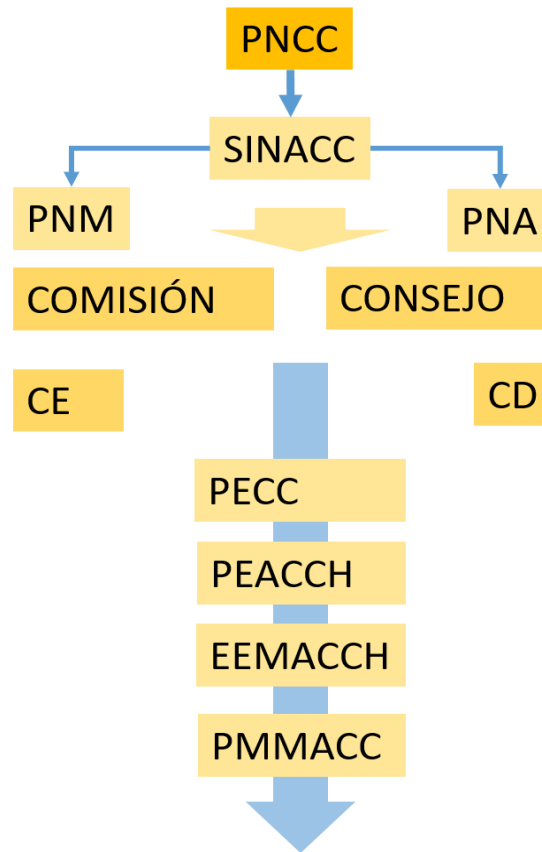 PNCC
SINACC
PNM
PNA
COMISIÓN
CONSEJO
CE
CD
PECC
PEACCH
EEMACCH
PMMACC